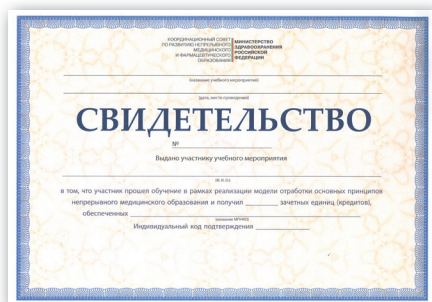 КООРДИНАЦИОННЫЙ СОВЕТ
ПО РАЗВИТИЮ НЕПРЕРЫВНОГО
МЕДИЦИНСКОГО
И ФАРМАЦЕВТИЧЕСКОГО
ОБРАЗОВАНИЯ
МИНИСТЕРСТВО
ЗДРАВООХРАНЕНИЯ
РОССИЙСКОЙ
ФЕДЕРАЦИИ
(название учебного мероприятия)
(дата, место проведения)
СВИДЕТЕЛЬСТВО
№
Выдано участнику учебного мероприятия
(Ф.И.О.)
в том, что участник прошел обучение в рамках реализации модели отработки основных принципов
непрерывного медицинского образования и получил ________ зачетных единиц (кредитов),
обеспеченных
Индивидуальный код подтверждения